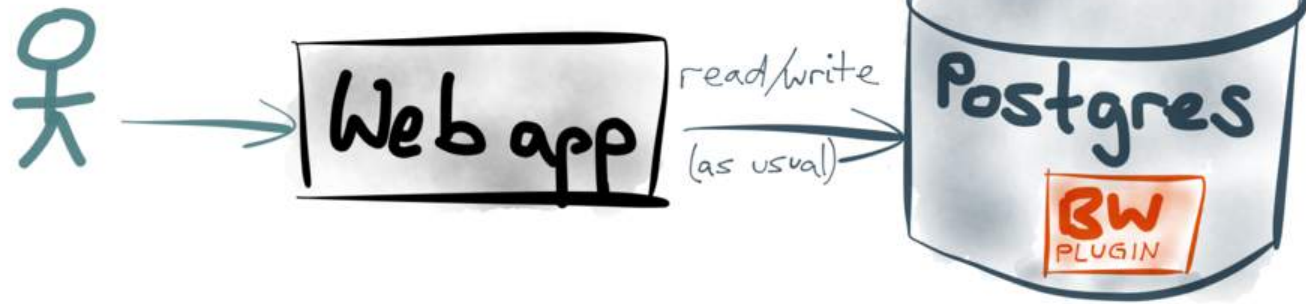 Web app
read/write
(as usual)
Postgres
BW
PLUGIN